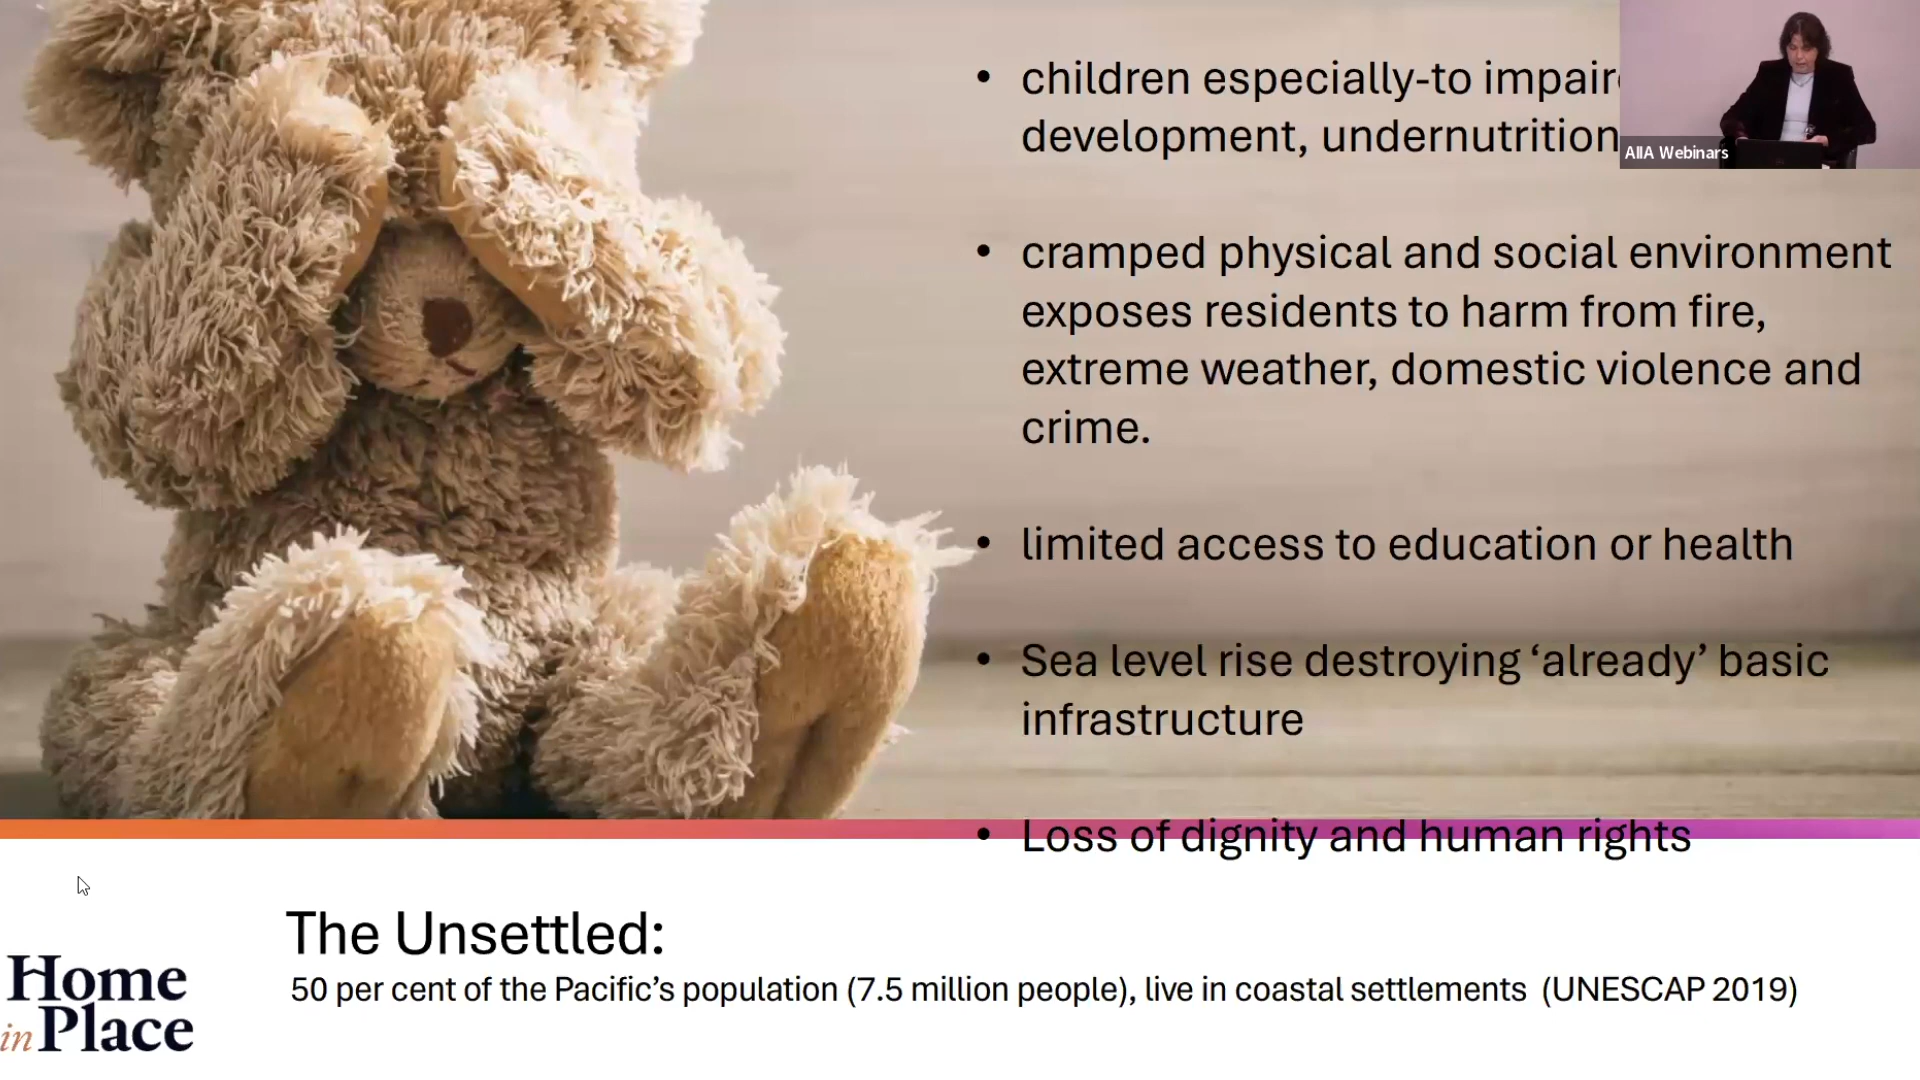 • children especially-to
development, undernutrition
AIIA Webinars
• cramped physical and social environment
exposes residents to harm from fire,
extreme weather, domestic violence and
crime.
• limited access to education or health
• Sea level rise destroying ‘already’ basic
infrastructure
• Loss of dignity and human rights
The Unsettled:
50 per cent of the Pacific’s population (7.5 million people), live in coastal settlements (UNESCAP 2019)
Home
in Place